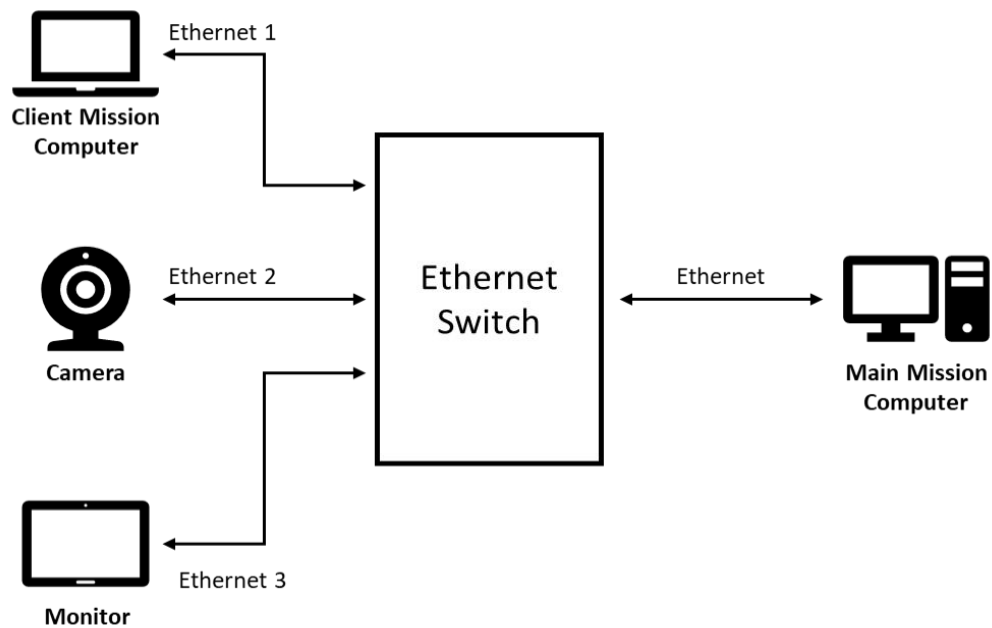 Ethernet 1
Client Mission
Computer
Ethernet 2
Camera
Ethernet 3
Monitor
Ethernet
Switch
Ethernet
Main Mission
Computer